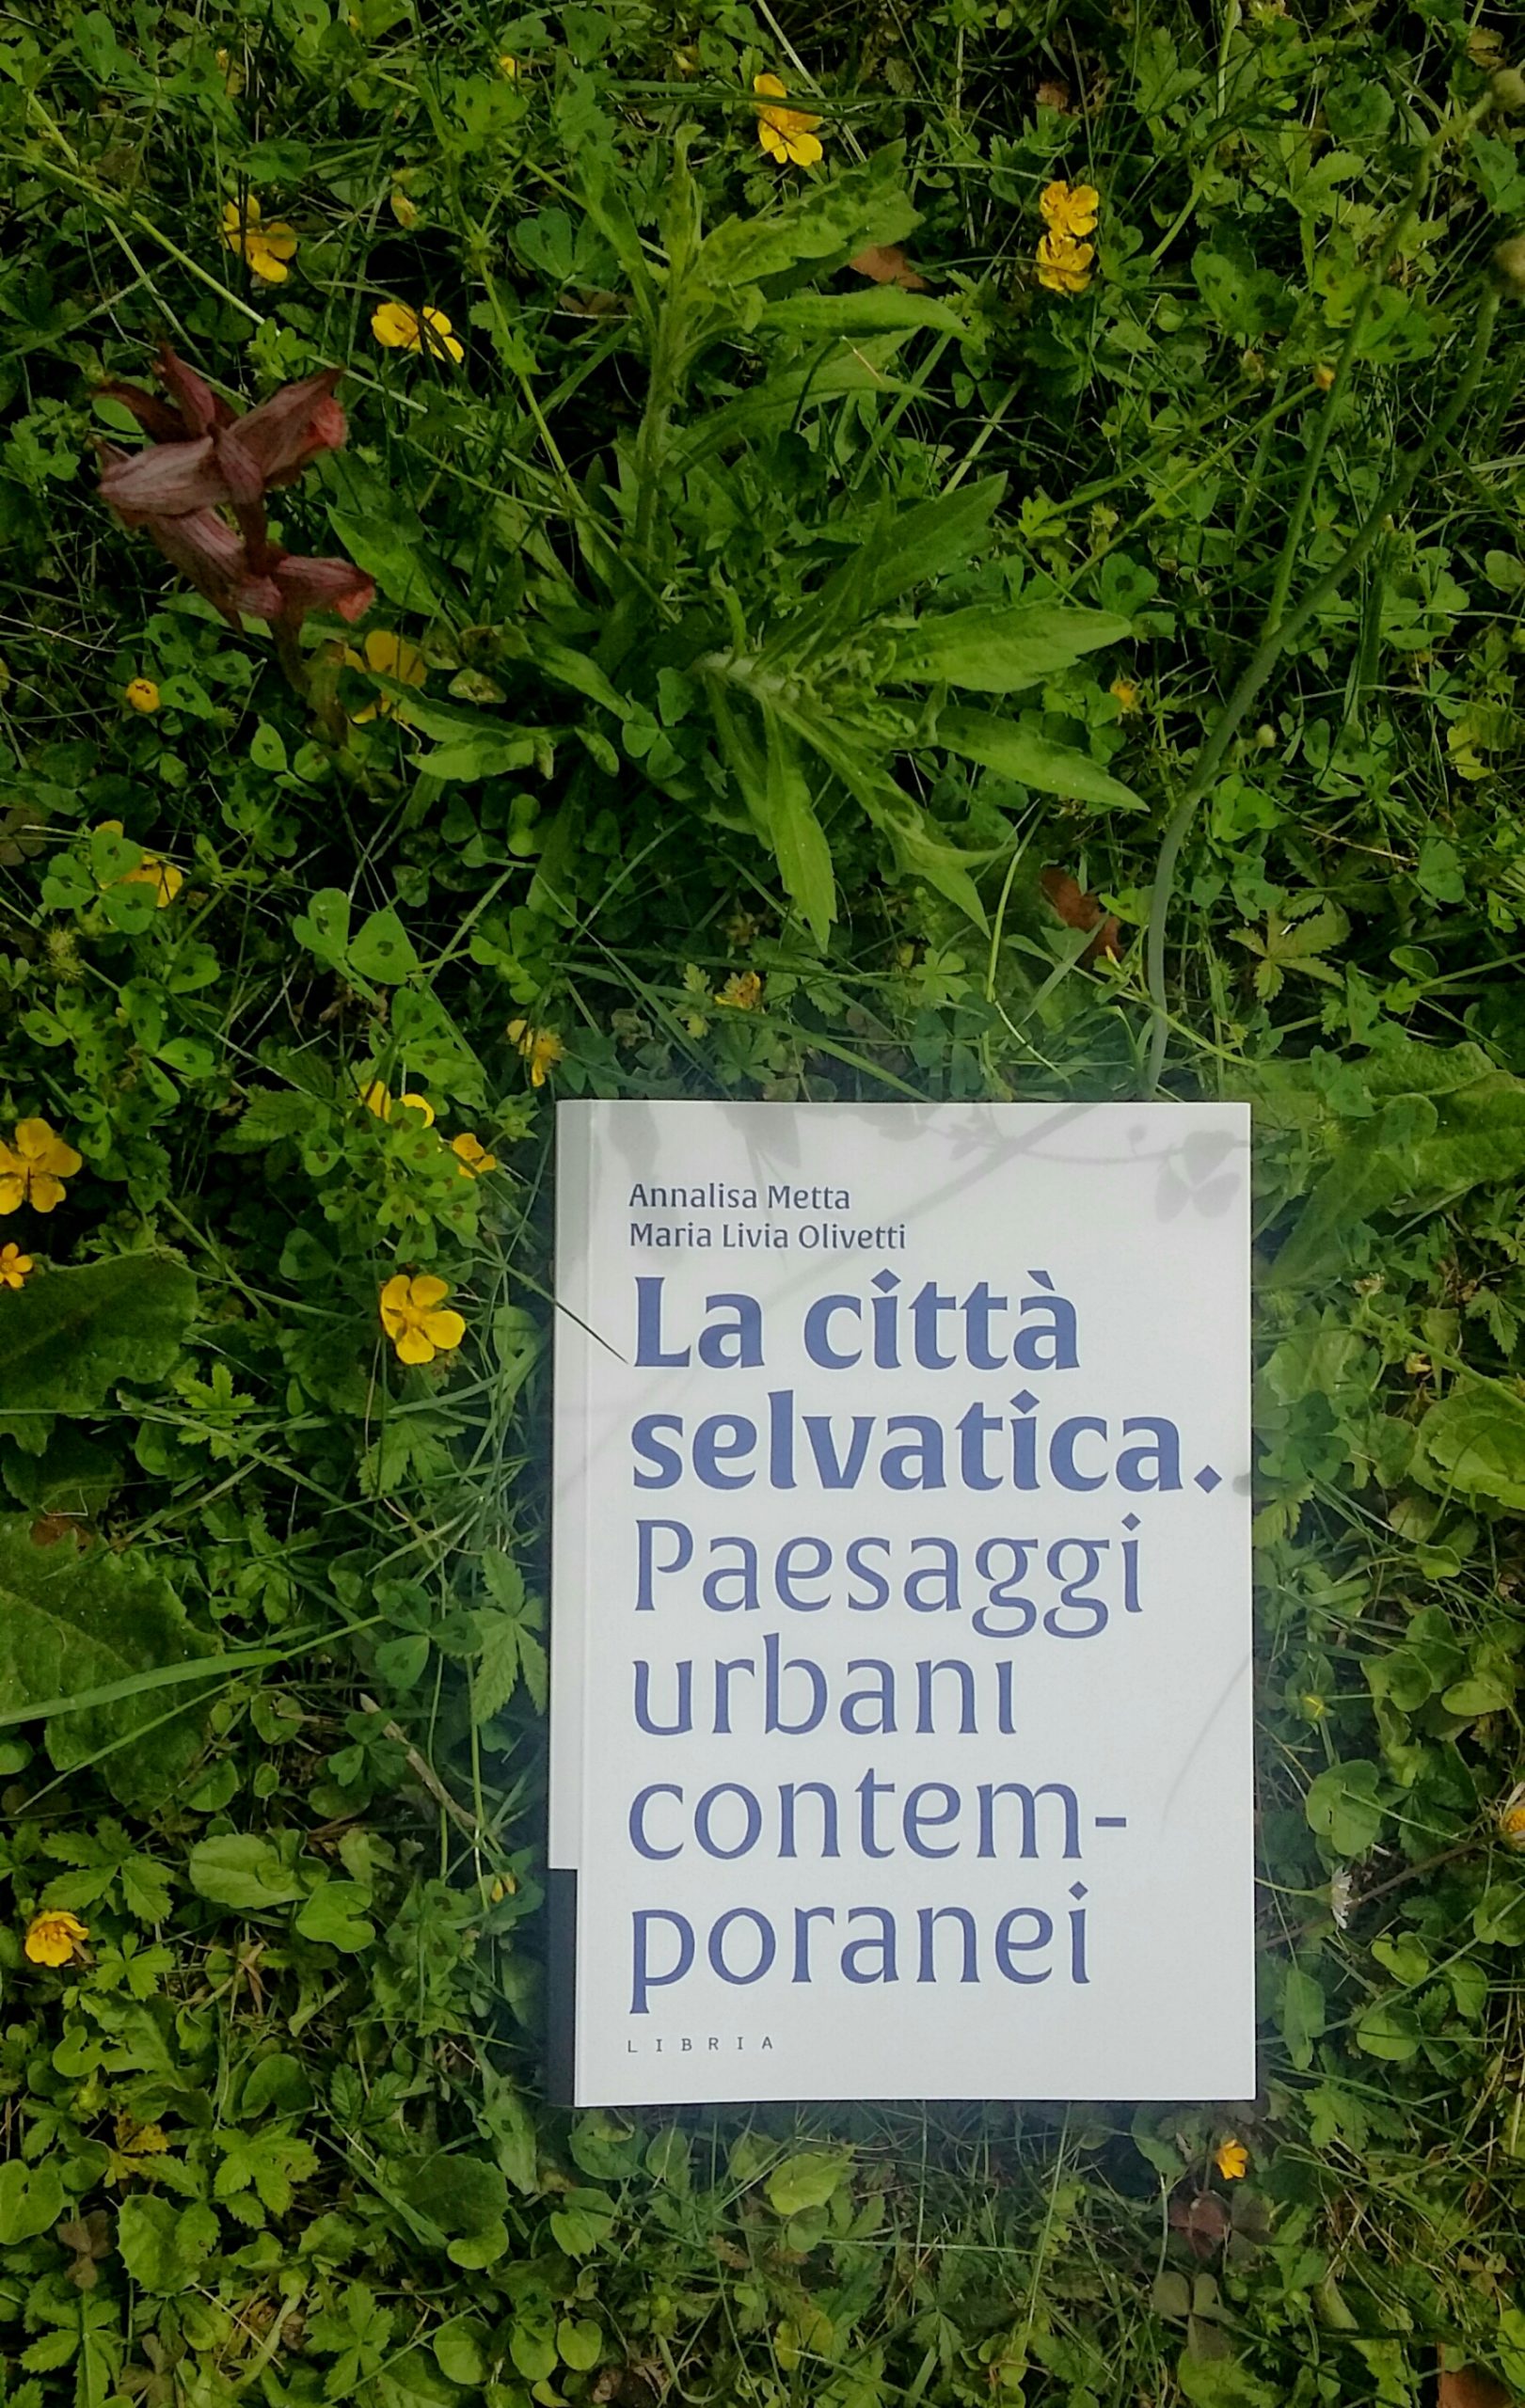 Annalisa Metta
Maria Livia Olivetti
La città
selvatica.
Paesaggi
urbani
contem-
poranei
LIBRIA